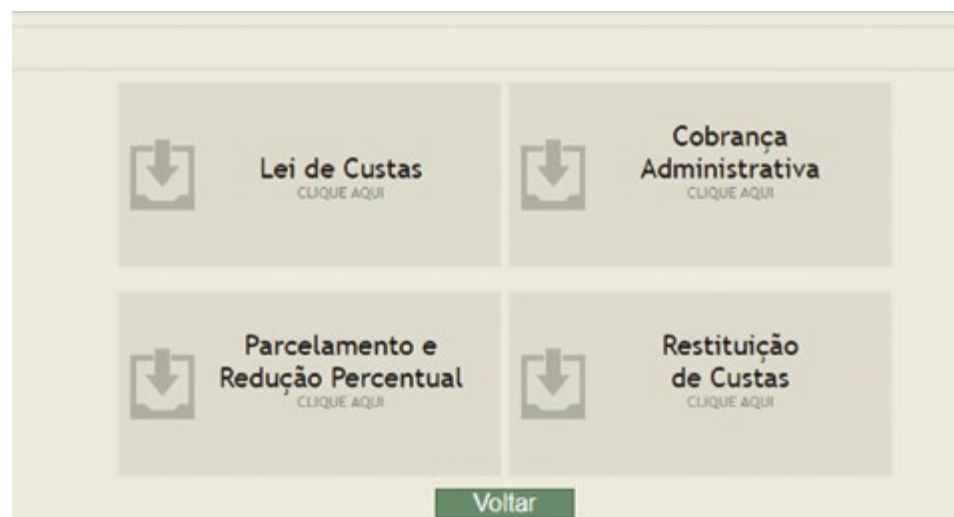 Lei de Custas
CLIQUE AQUI
Cobrança
Administrativa
CLIQUE AQUI
Parcelamento e
Redução Percentual
CLIQUE AQUI
Restituição
de Custas
CLIQUE AQUI
Voltar